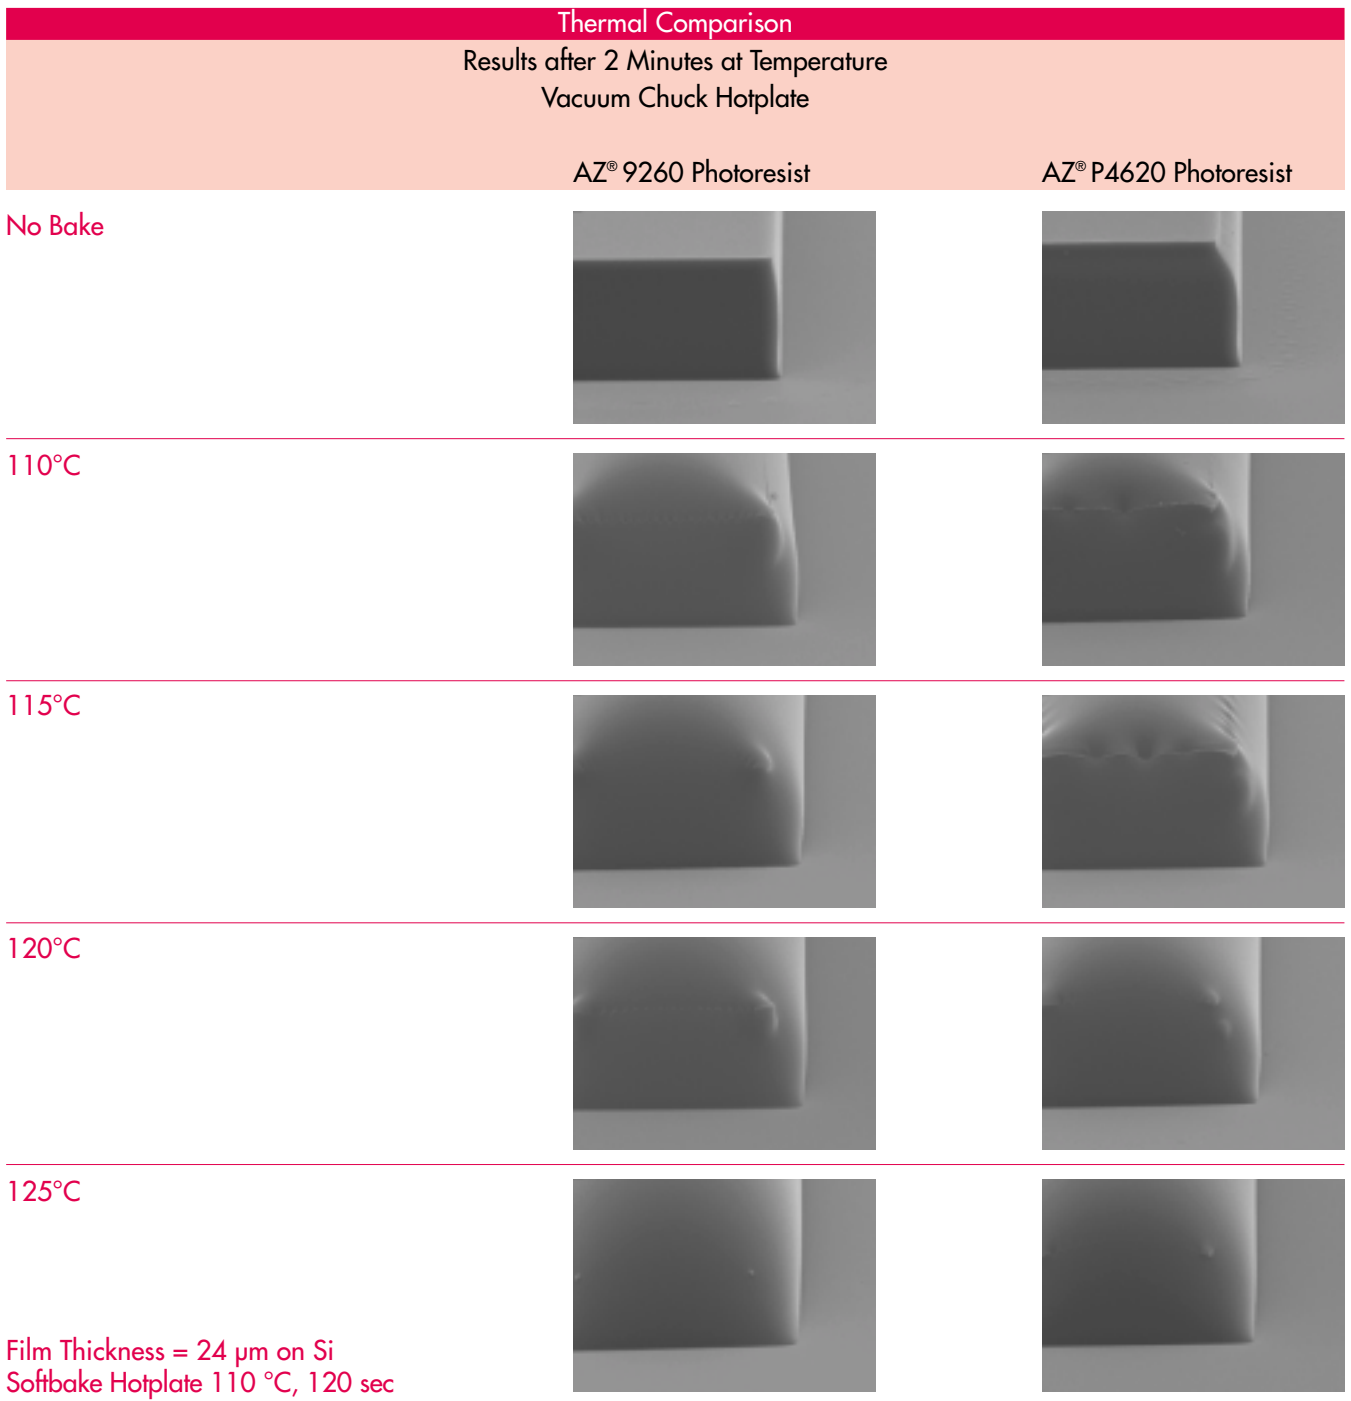 Thermal Comparison
Results after 2 Minutes at Temperature
Vacuum Chuck Hotplate
AZ® 9260 Photoresist
AZ® P4620 Photoresist
No Bake
110°C
115°C
120°C
125°C
Film Thickness = 24 µm on Si
Softbake Hotplate 110 °C, 120 sec